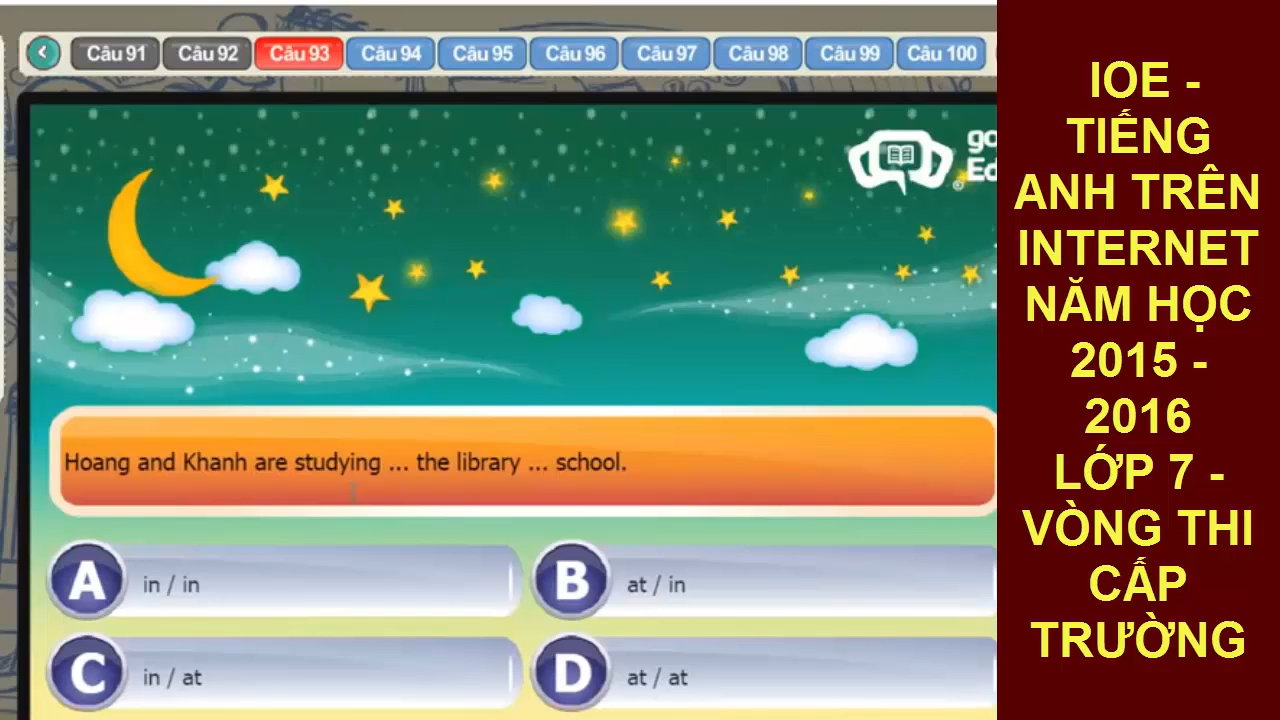 Câu 91 Câu 92 Câu 93 Câu 94 Câu 95 Câu 96 Câu 97 Câu 98 Câu 99 Câu 100
Hoang and Khanh are studying ... the library ... school.
A in / in
B at / in
C in / at
D at / at
IOE -
TIẾNG
ANH TRÊN
INTERNET
NĂM HỌC
2015 -
2016
LỚP 7 -
VÒNG THI
CẤP
TRƯỜNG